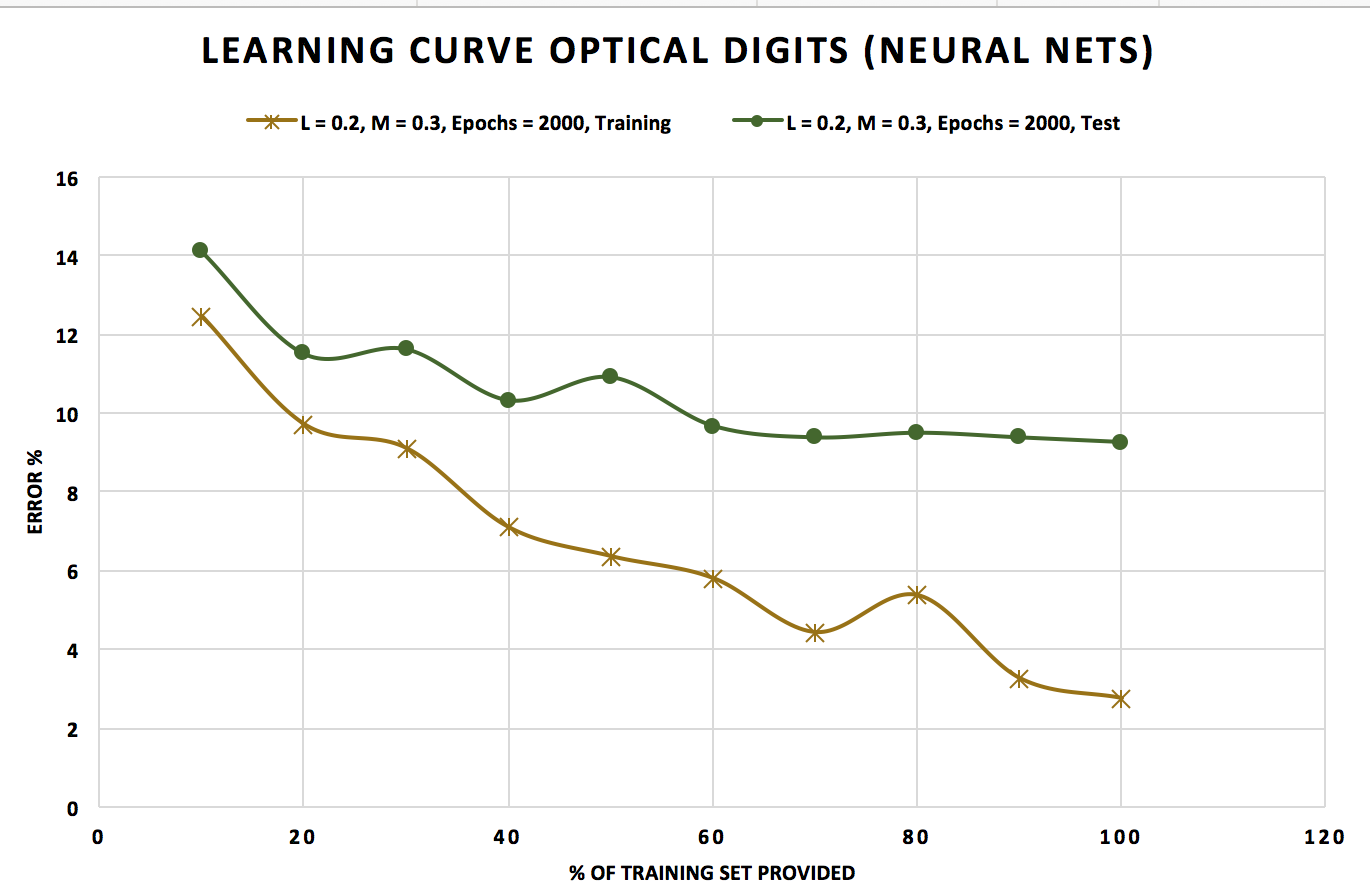 LEARNING CURVE OPTICAL DIGITS (NEURAL NETS)
L = 0.2, M = 0.3, Epochs = 2000, Training
L = 0.2, M = 0.3, Epochs = 2000, Test
16
14
12
10
8
6
4
2
0
ERROR %
0 20 40 60 80 100 120
% OF TRAINING SET PROVIDED